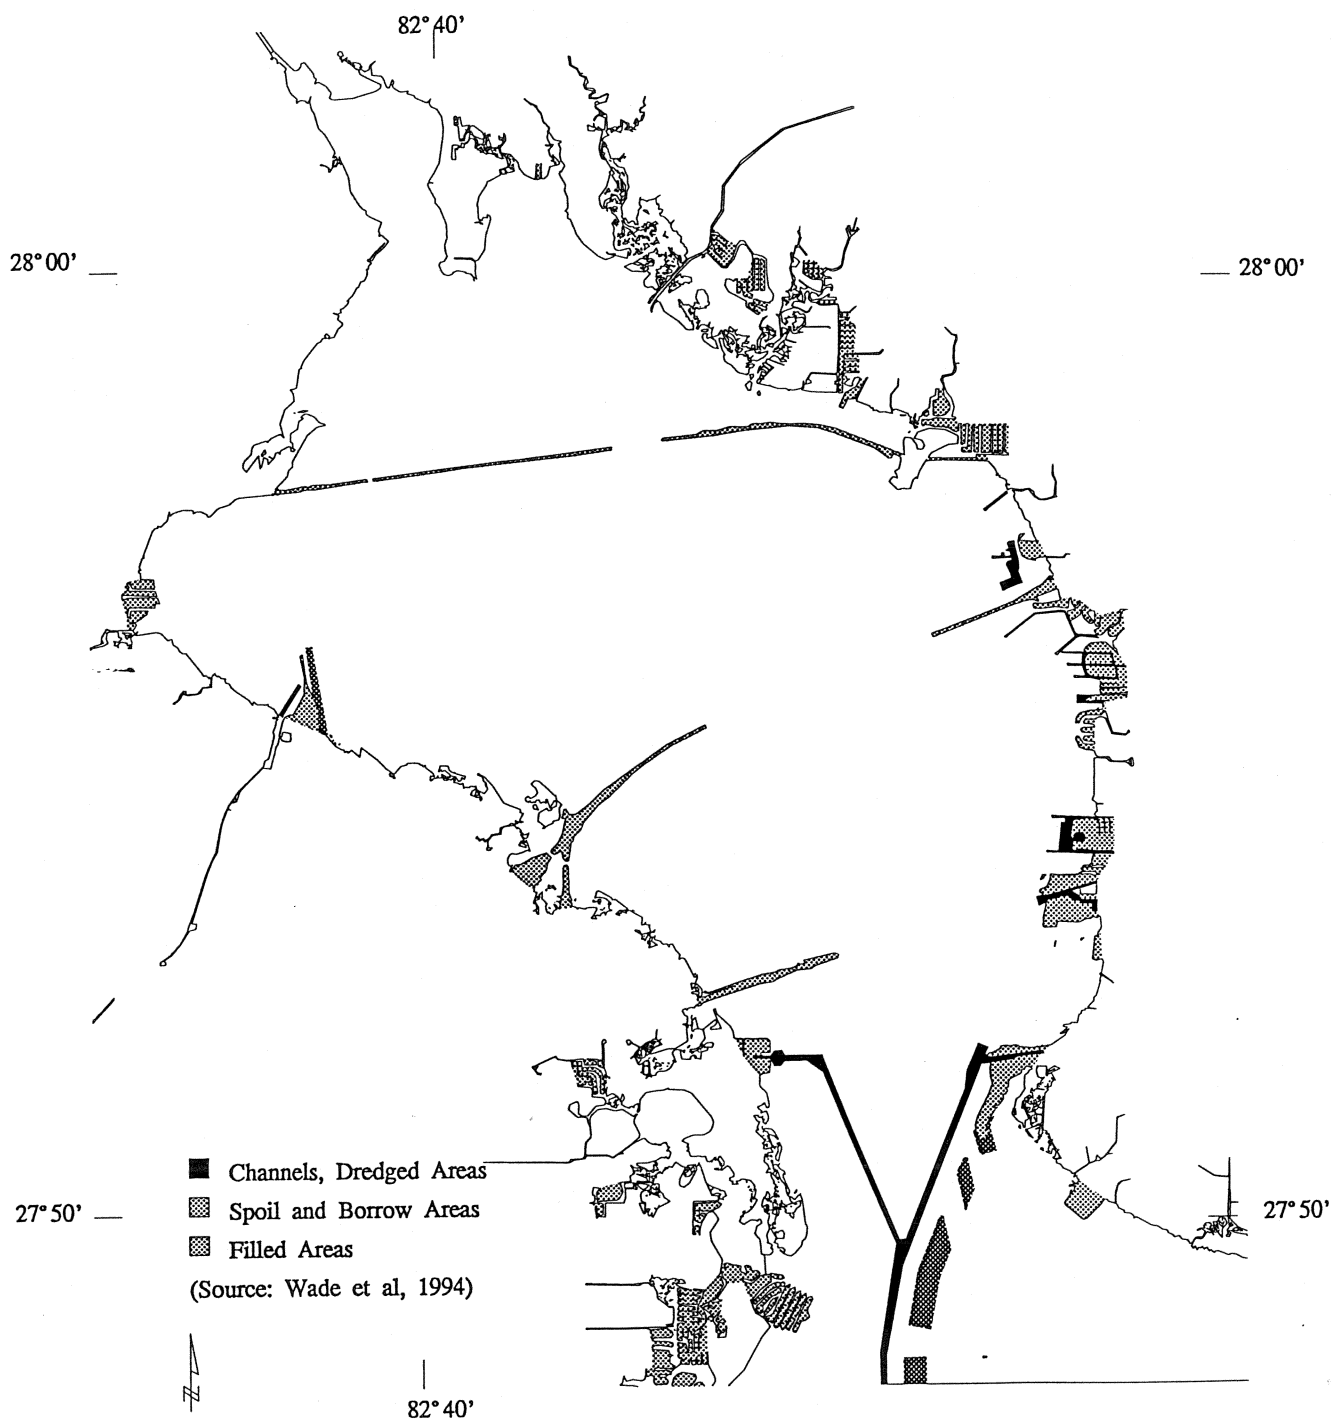 82°40'
28°00'
28°00'
Channels, Dredged Areas
Spoil and Borrow Areas
27°50'
27°50'
Filled Areas
(Source: Wade et al, 1994)
82°40'